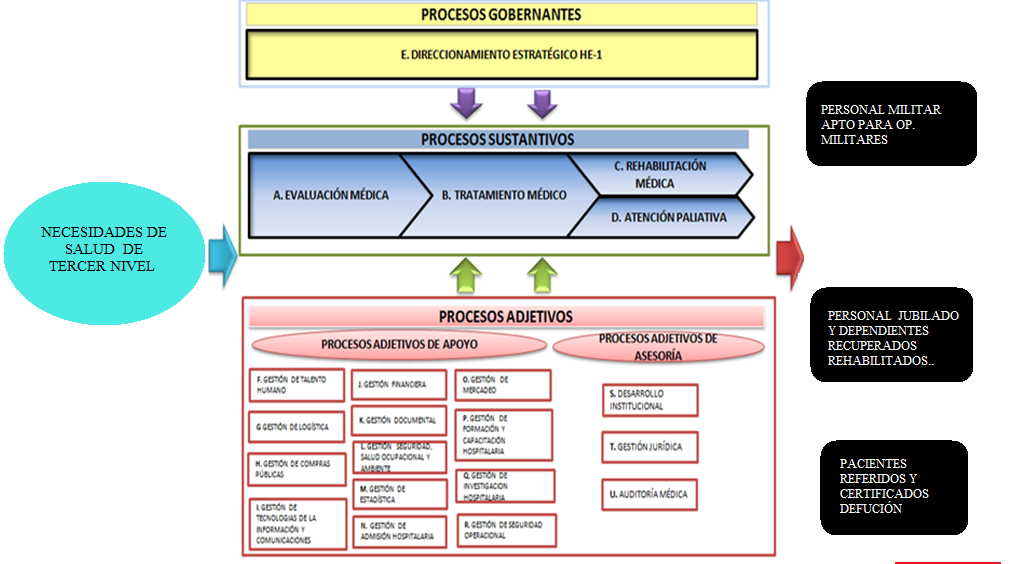 PROCESOS GOBERNANTES
E. DIRECCIONAMIENTO ESTRATÉGICO HE-1
PROCESOS SUSTANTIVOS
A. EVALUACIÓN MÉDICA
B. TRATAMIENTO MÉDICO
C. REHABILITACIÓN
MÉDICA
D. ATENCIÓN PALIATIVA
NECESIDADES DE
SALUD DE
TERCER NIVEL
PROCESOS ADJETIVOS
PROCESOS ADJETIVOS DE APOYO
PROCESOS ADJETIVOS DE
ASESORÍA
F. GESTIÓN DE TALENTO
HUMANO
G GESTIÓN DE LOGÍSTICA
H. GESTIÓN DE COMPRAS
PÚBLICAS
I. GESTIÓN DE
TECNOLOGIAS DE LA
INFORMACIÓN Y
COMUNICACIONES
J. GESTIÓN FINANCIERA
K. GESTIÓN DOCUMENTAL
L. GESTIÓN SEGURIDAD,
SALUD OCUPACIONAL Y
AMBIENTE
M. GESTIÓN DE
ESTADÍSTICA
N. GESTIÓN DE
ADMISIÓN HOSPITALARIA
O. GESTIÓN DE
MERCADEO
P. GESTIÓN DE
FORMACIÓN Y
CAPACITACIÓN
HOSPITALARIA
Q. GESTIÓN DE
INVESTIGACION
HOSPITALARIA
R. GESTIÓN DE SEGURIDAD
OPERACIONAL
S. DESARROLLO
INSTITUCIONAL
T. GESTIÓN JURÍDICA
U. AUDITORÍA MÉDICA
PERSONAL MILITAR
APTO PARA OP.
MILITARES
PERSONAL JUBILADO
Y DEPENDIENTES
RECUPERADOS
REHABILITADOS..
PACIENTES
REFERIDOS Y
CERTIFICADOS
DEFUCIÓN